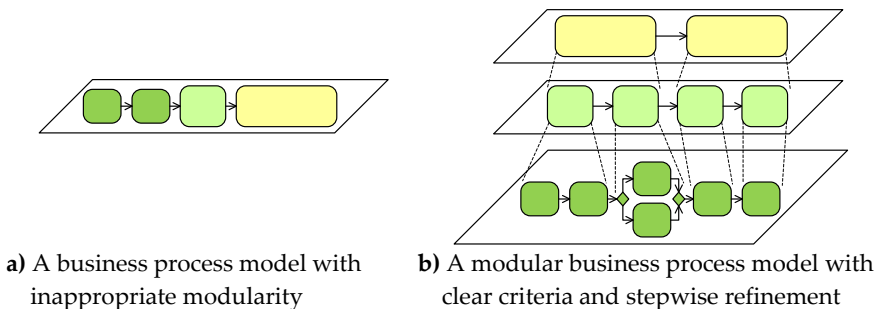 a) A business process model with
inappropriate modularity
b) A modular business process model with
clear criteria and stepwise refinement